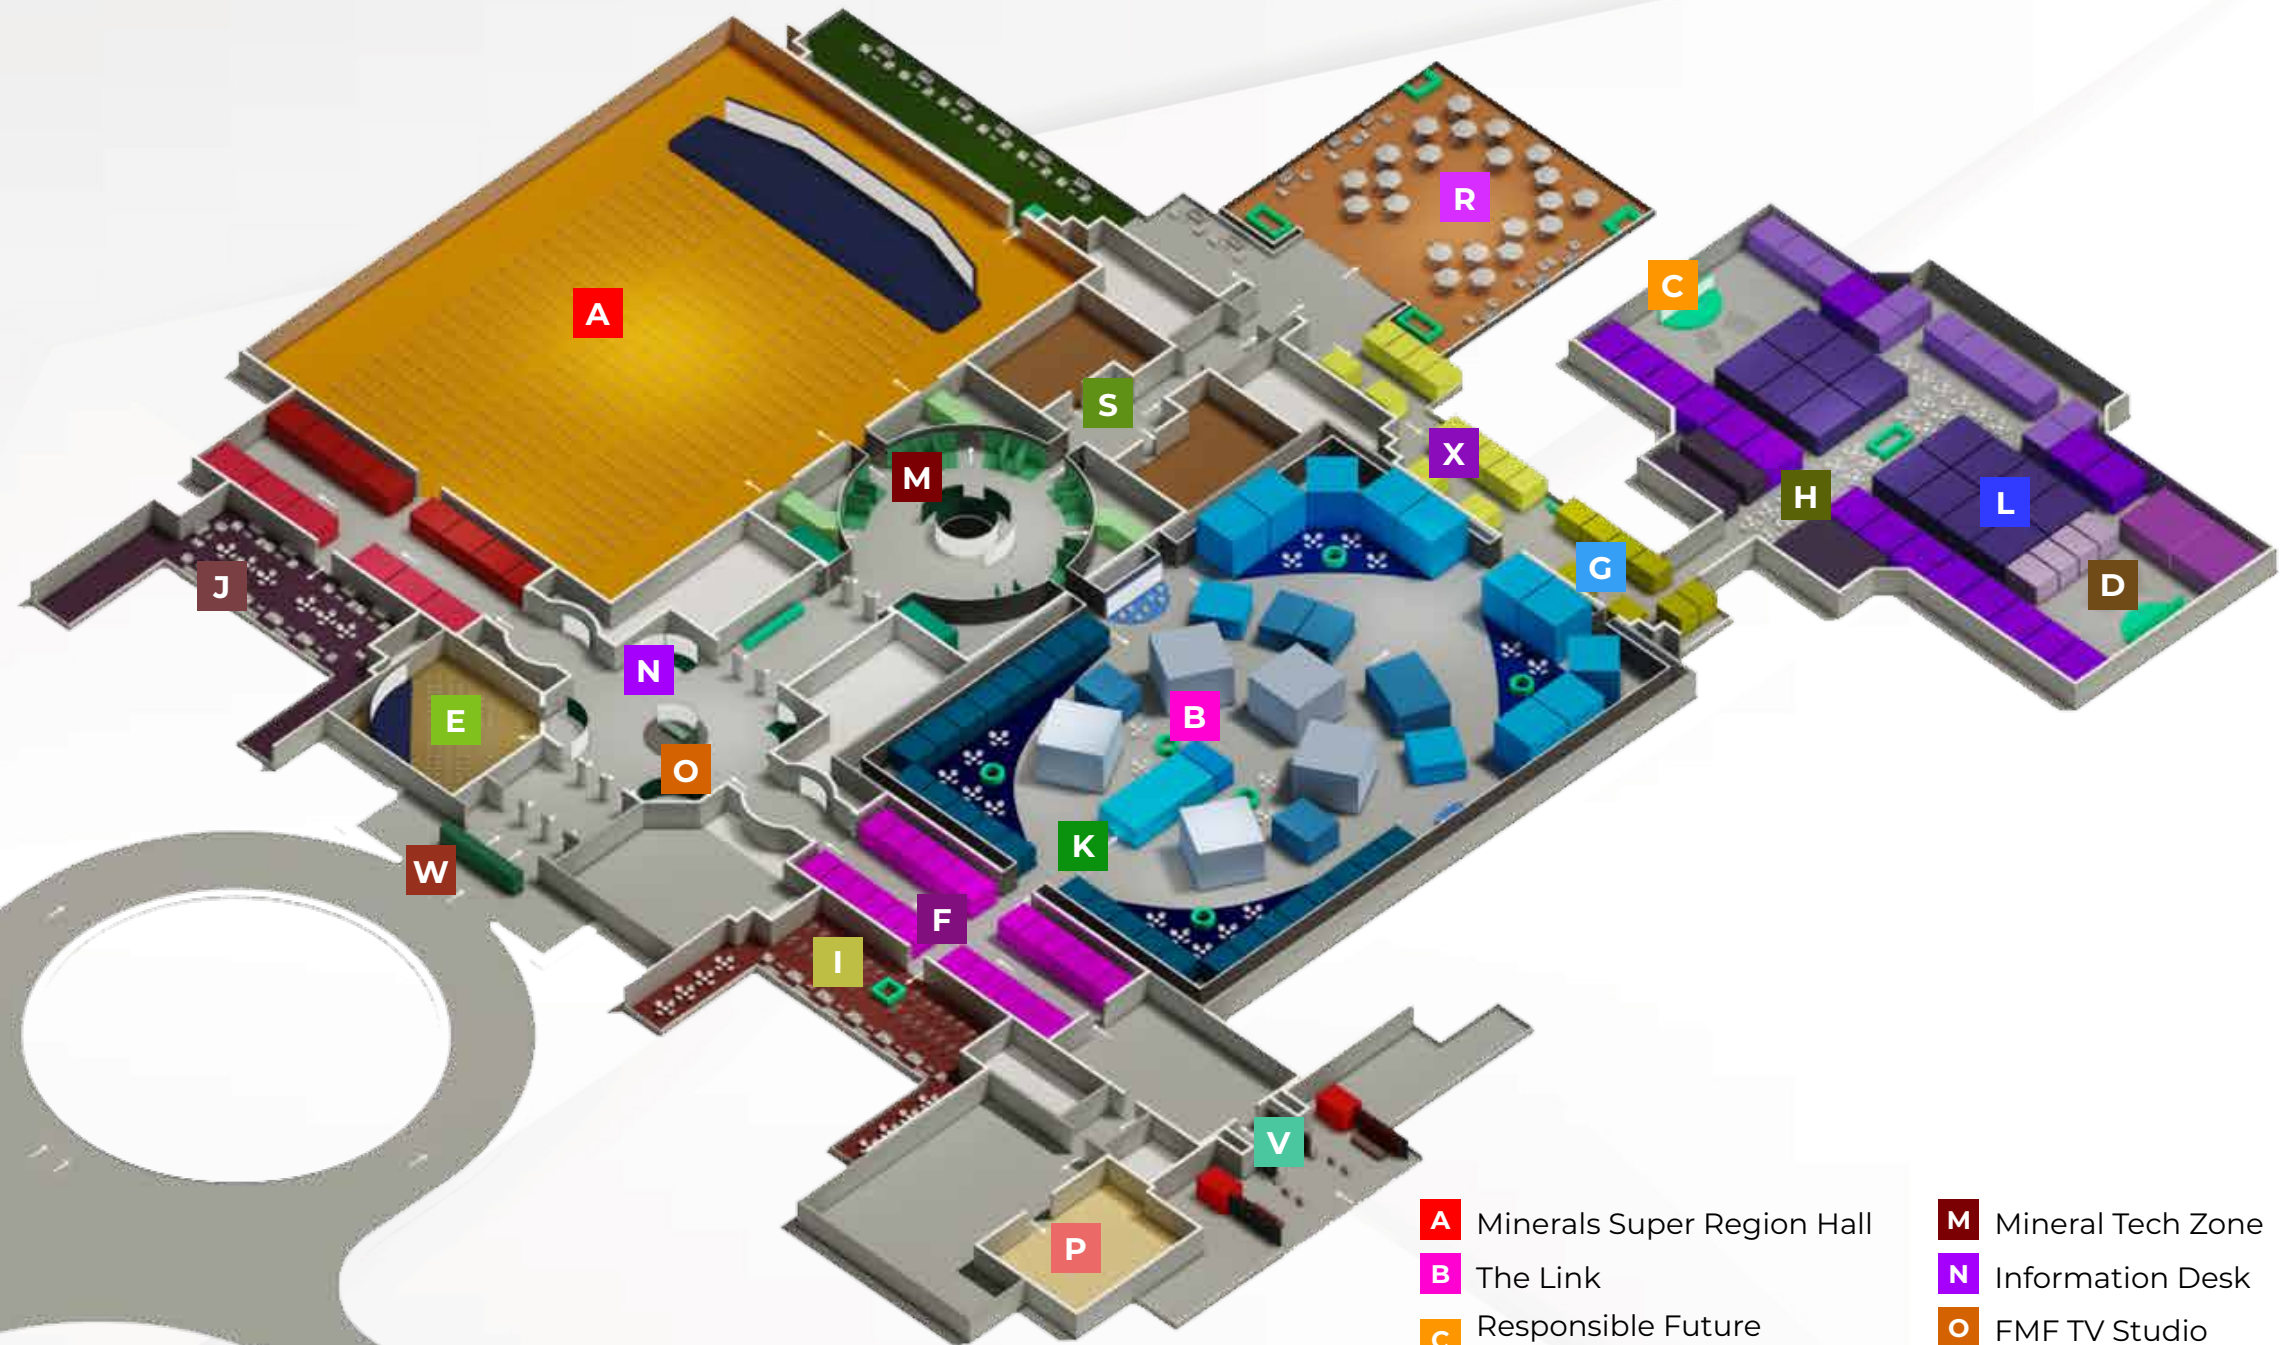 A
R
C
S
X
M
H
L
G
D
J
N
B
E
O
K
W
F
I
V
P
A Minerals Super Region Hall
B The Link
C Responsible Future
M Mineral Tech Zone
N Information Desk
O FMF TV Studio